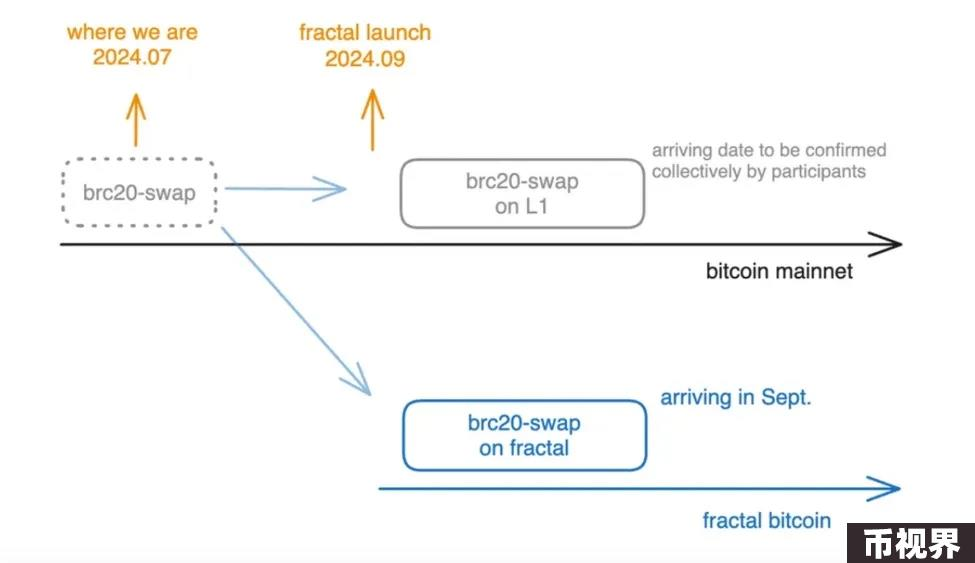 where we are
2024.07
fractal launch
2024.09
brc20-swap
brc20-swap
on L1
arriving date to be confirmed
collectively by participants
bitcoin mainnet
brc20-swap
on fractal
arriving in Sept.
fractal bitcoin
币视界